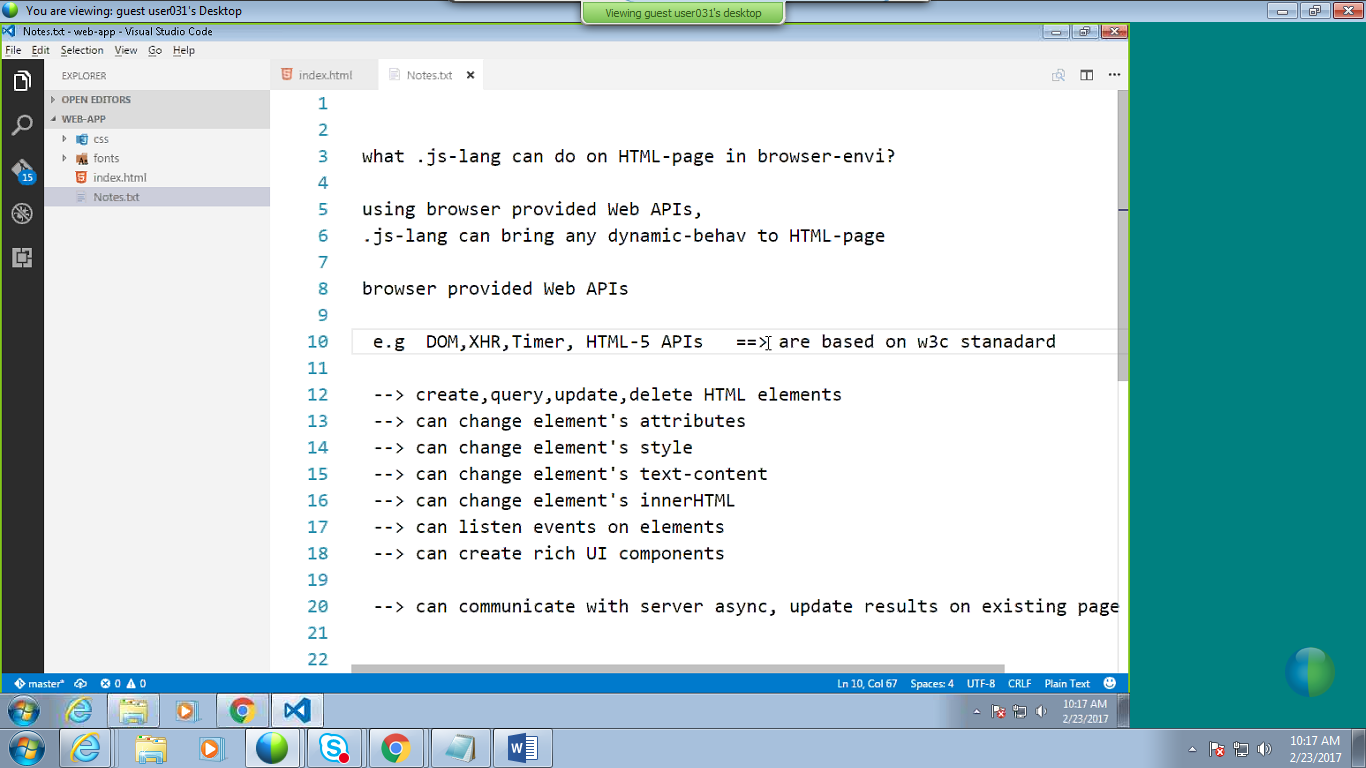 You are viewing: guest user031's Desktop
Viewing guest user031's desktop
Notes.txt - web-app - Visual Studio Code
File Edit Selection View Go Help
EXPLORER
index.html
Notes.txt
OPEN EDITORS
WEB-APP
css
fonts
index.html
Notes.txt
15
1
2
3 what .js-lang can do on HTML-page in browser-envi?
4
5 using browser provided Web APIs,
6 .js-lang can bring any dynamic-behav to HTML-page
7
8 browser provided Web APIs
9
10 e.g DOM,XHR,Timer, HTML-5 APIs ==> are based on w3c stanadard
11
12 --> create,query,update,delete HTML elements
13 --> can change element's attributes
14 --> can change element's style
15 --> can change element's text-content
16 --> can change element's innerHTML
17 --> can listen events on elements
18 --> can create rich UI components
19
20 --> can communicate with server async, update results on existing page
21
22
master* 0 0 Ln 10, Col 67 Spaces: 4 UTF-8 CRLF Plain Text
10:17 AM
2/23/2017
10:17 AM
2/23/2017